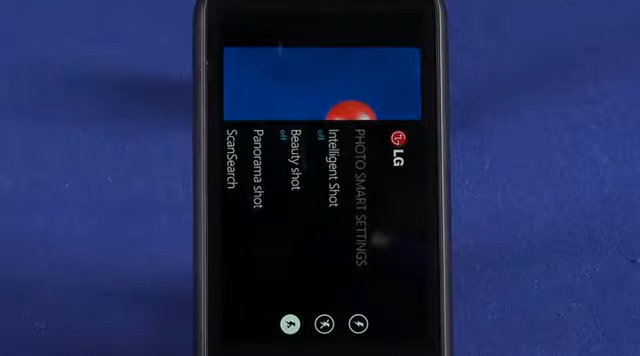 LG
PHOTO SMART SETTINGS
Intelligent Shot
off
Beauty shot
off
Panorama shot
ScanSearch